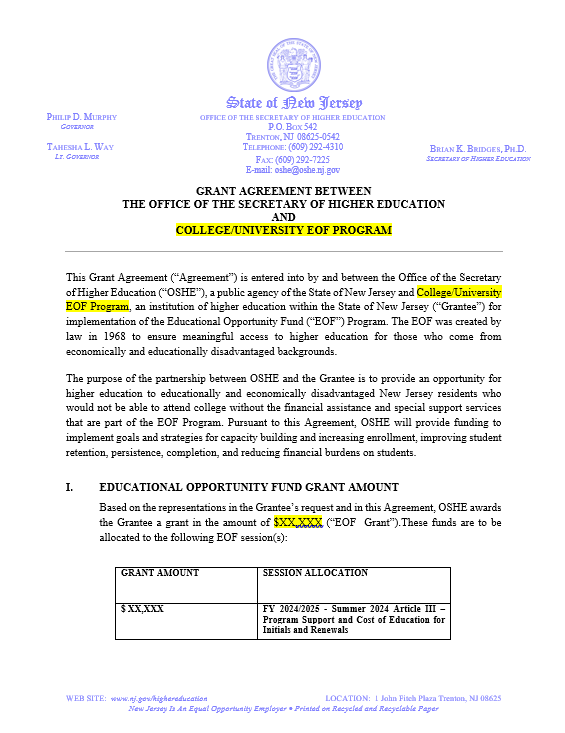 State of New Jersey
PHILIP D. MURPHY
Governor
TAHESHA L. WAY
Lt. Governor
OFFICE OF THE SECRETARY OF HIGHER EDUCATION
P.O. BOX 542
TRENTON, NJ 08625-0542
TELEPHONE: (609) 292-4310
FAX: (609) 292-7225
E-mail: oshe@oshe.nj.gov
BRIAN K. BRIDGES, PH.D.
Secretary of Higher Education
GRANT AGREEMENT BETWEEN
THE OFFICE OF THE SECRETARY OF HIGHER EDUCATION
AND
COLLEGE/UNIVERSITY EOF PROGRAM
This Grant Agreement (“Agreement”) is entered into by and between the Office of the Secretary
of Higher Education (“OSHE”), a public agency of the State of New Jersey and College/University
EOF Program, an institution of higher education within the State of New Jersey (“Grantee”) for
implementation of the Educational Opportunity Fund (“EOF”) Program. The EOF was created by
law in 1968 to ensure meaningful access to higher education for those who come from
economically and educationally disadvantaged backgrounds.
The purpose of the partnership between OSHE and the Grantee is to provide an opportunity for
higher education to educationally and economically disadvantaged New Jersey residents who
would not be able to attend college without the financial assistance and special support services
that are part of the EOF Program. Pursuant to this Agreement, OSHE will provide funding to
implement goals and strategies for capacity building and increasing enrollment, improving student
retention, persistence, completion, and reducing financial burdens on students.
I. EDUCATIONAL OPPORTUNITY FUND GRANT AMOUNT
Based on the representations in the Grantee’s request and in this Agreement, OSHE awards
the Grantee a grant in the amount of $XX,XXX (“EOF Grant”).These funds are to be
allocated to the following EOF session(s):
GRANT AMOUNT SESSION ALLOCATION
$ XX,XXX FY 2024/2025 - Summer 2024 Article III –
Program Support and Cost of Education for
Initials and Renewals
WEB SITE: www.nj.gov/highereducation LOCATION: 1 John Fitch Plaza Trenton, NJ 08625
New Jersey Is An Equal Opportunity Employer • Printed on Recycled and Recyclable Paper